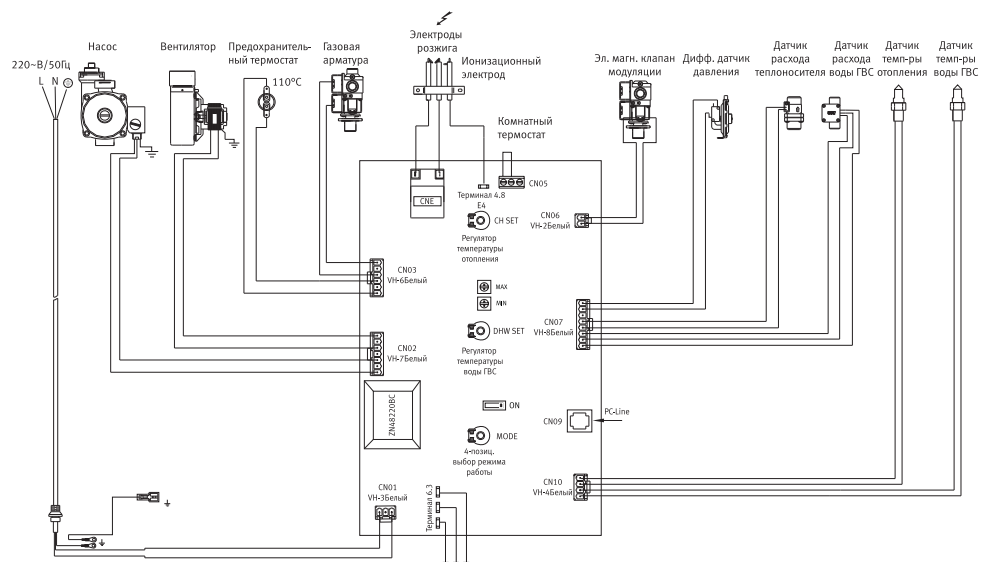 220~В/50Гц
L N
Насос
Вентилятор
Предохранитель-
ный термостат
110°C
Газовая
арматура
Электроды
розжига
Ионизационный
электрод
Комнатный
термостат
Эл. магн. клапан
модуляции
Дифф. датчик
давления
Датчик
расхода
теплоносителя
Датчик
расхода
воды ГВС
Датчик
темп-ры
отопления
Датчик
темп-ры
воды ГВС
CNE
Терминал 4.8
E4
CN05
CH SET
Регулятор
температуры
отопления
CN06
VH-2Белый
CN03
VH-6Белый
MAX
MIN
DHW SET
Регулятор
температуры
воды ГВС
CN07
VH-8Белый
CN02
VH-7Белый
ZN48220BC
ON
CN09
PC-Line
MODE
4-позиц.
выбор режима
работы
CN10
VH-4Белый
CN01
VH-3Белый
Терминал 6.3